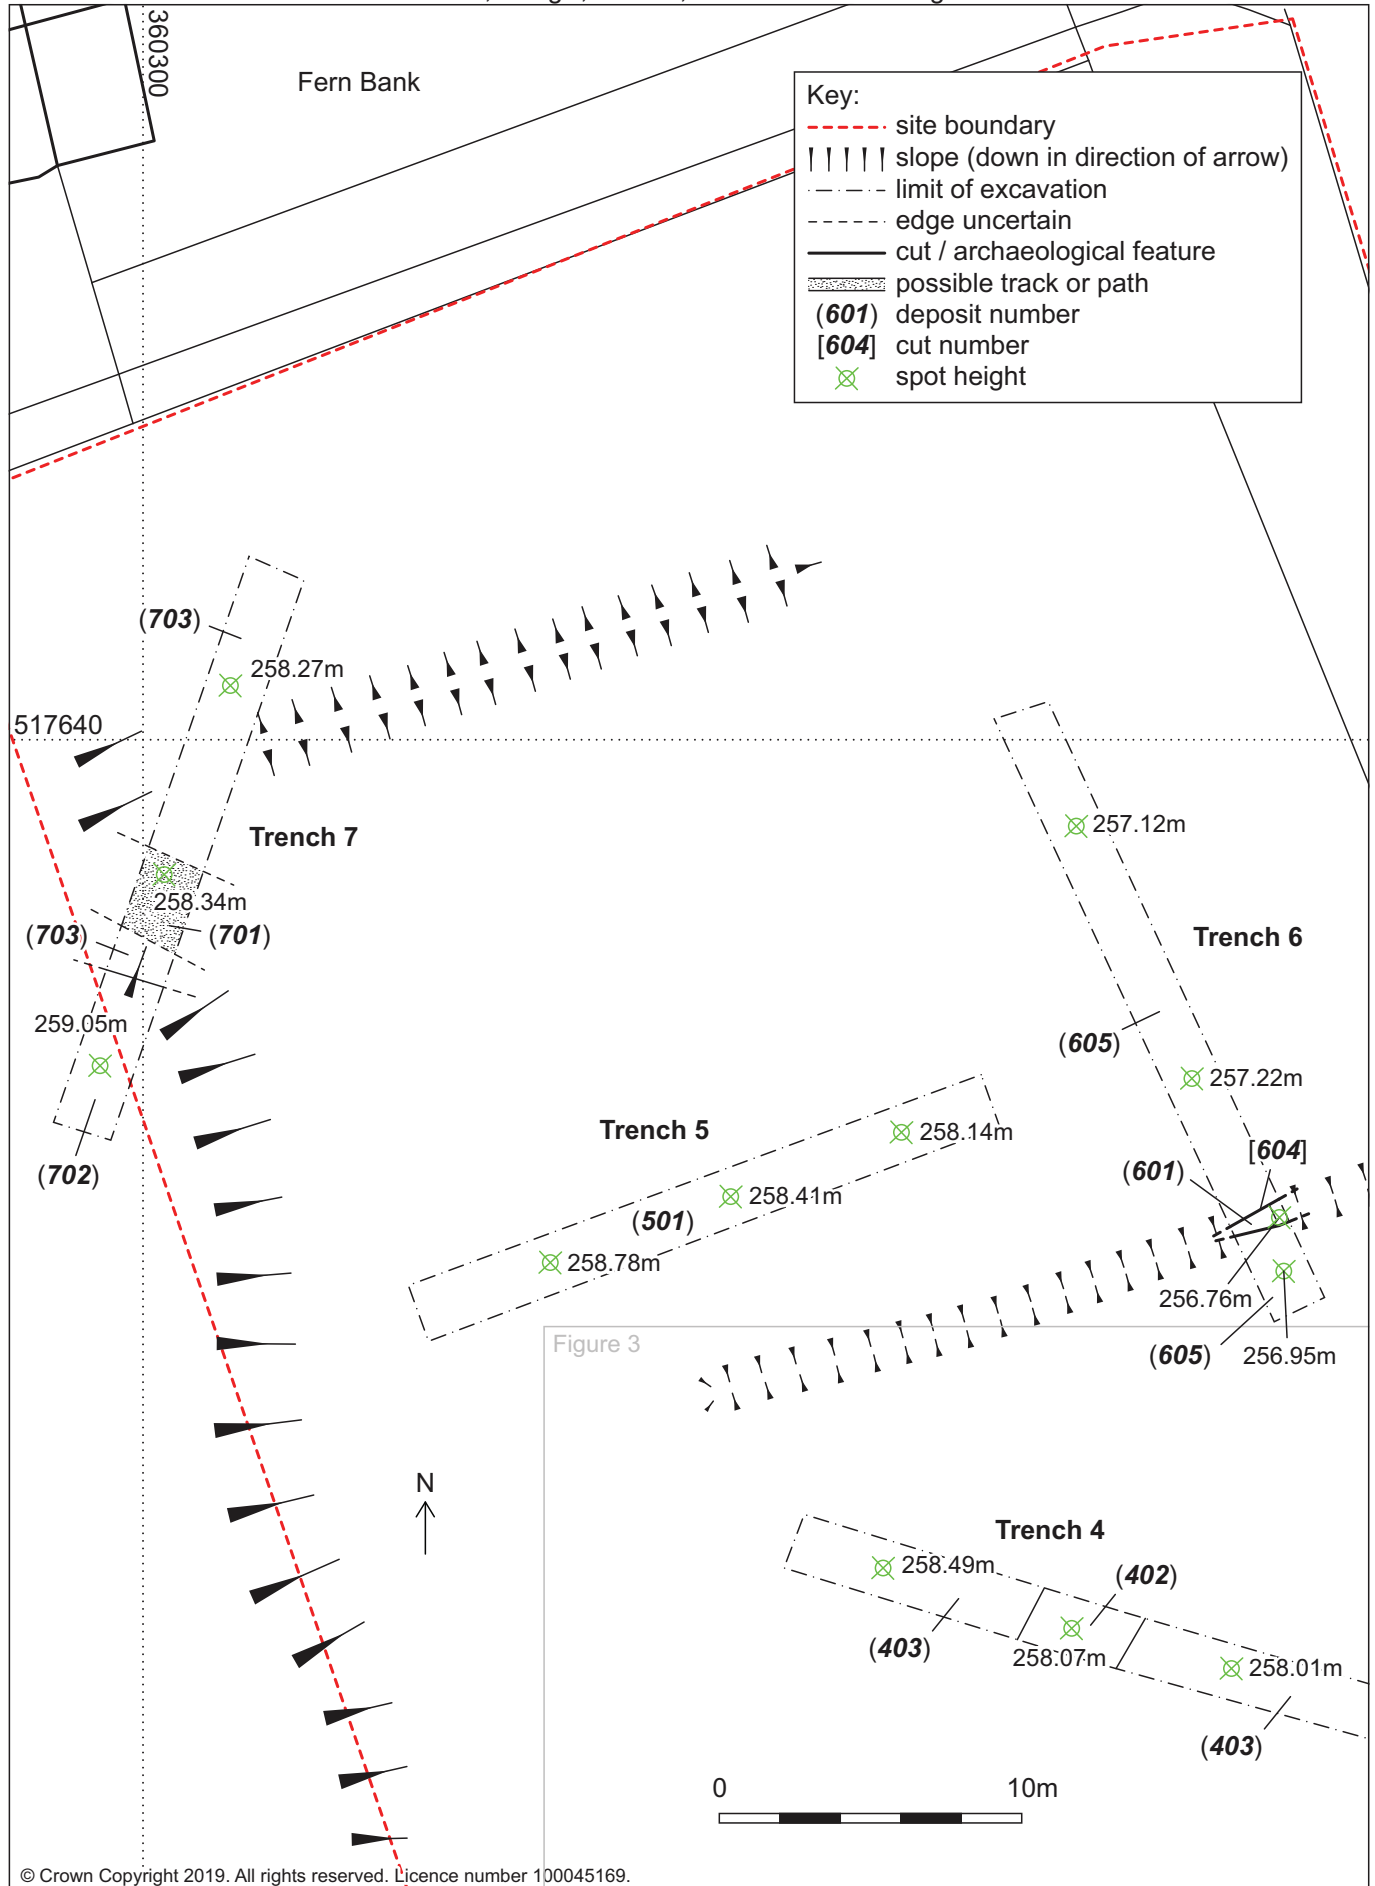 360300
Fern Bank
Key:
site boundary
slope (down in direction of arrow)
limit of excavation
edge uncertain
cut / archaeological feature
possible track or path
(601) deposit number
[604] cut number
spot height
(703)
258.27m
517640
Trench 7
257.12m
258.34m
(703)
(701)
Trench 6
259.05m
(605)
257.22m
Trench 5
258.14m
[604]
(601)
(702)
258.41m
(501)
258.78m
256.76m
Figure 3
(605)
256.95m
N
Trench 4
258.49m
(402)
(403)
258.07m
258.01m
(403)
0 10m
© Crown Copyright 2019. All rights reserved. Licence number 100045169.